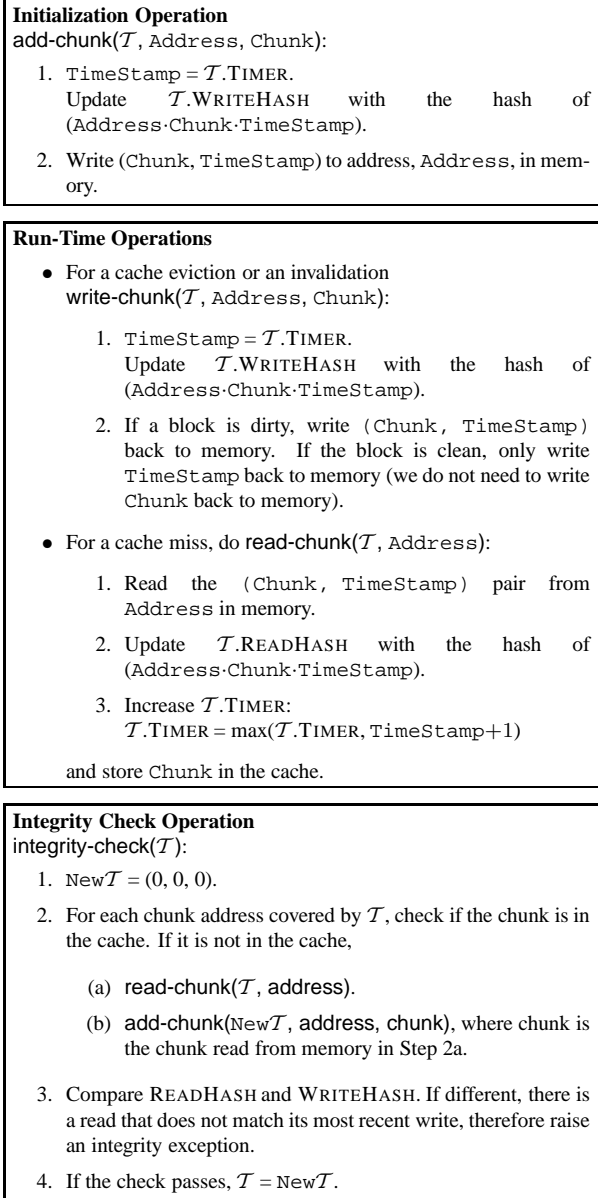 Initialization Operation
add-chunk(𝒯, Address, Chunk):
1. TimeStamp = 𝒯.TIMER.
Update 𝒯.WRITEHASH with the hash of
(Address·Chunk·TimeStamp).
2. Write (Chunk, TimeStamp) to address, Address, in mem-
ory.
Run-Time Operations
• For a cache eviction or an invalidation
write-chunk(𝒯, Address, Chunk):
1. TimeStamp = 𝒯.TIMER.
Update 𝒯.WRITEHASH with the hash of
(Address·Chunk·TimeStamp).
2. If a block is dirty, write (Chunk, TimeStamp)
back to memory. If the block is clean, only write
TimeStamp back to memory (we do not need to write
Chunk back to memory).
• For a cache miss, do read-chunk(𝒯, Address):
1. Read the (Chunk, TimeStamp) pair from
Address in memory.
2. Update 𝒯.READHASH with the hash of
(Address·Chunk·TimeStamp).
3. Increase 𝒯.TIMER:
𝒯.TIMER = max(𝒯.TIMER, TimeStamp+1)
and store Chunk in the cache.
Integrity Check Operation
integrity-check(𝒯):
1. New𝒯 = (0, 0, 0).
2. For each chunk address covered by 𝒯, check if the chunk is in
the cache. If it is not in the cache,
(a) read-chunk(𝒯, address).
(b) add-chunk(New𝒯, address, chunk), where chunk is
the chunk read from memory in Step 2a.
3. Compare READHASH and WRITEHASH. If different, there is
a read that does not match its most recent write, therefore raise
an integrity exception.
4. If the check passes, 𝒯 = New𝒯.